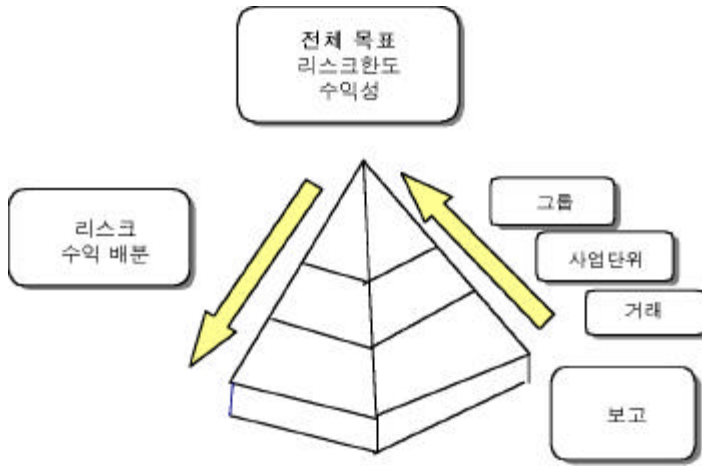 전체 목표
리스크한도
수익성
리스크
수익 배분
그룹
사업단위
거래
보고